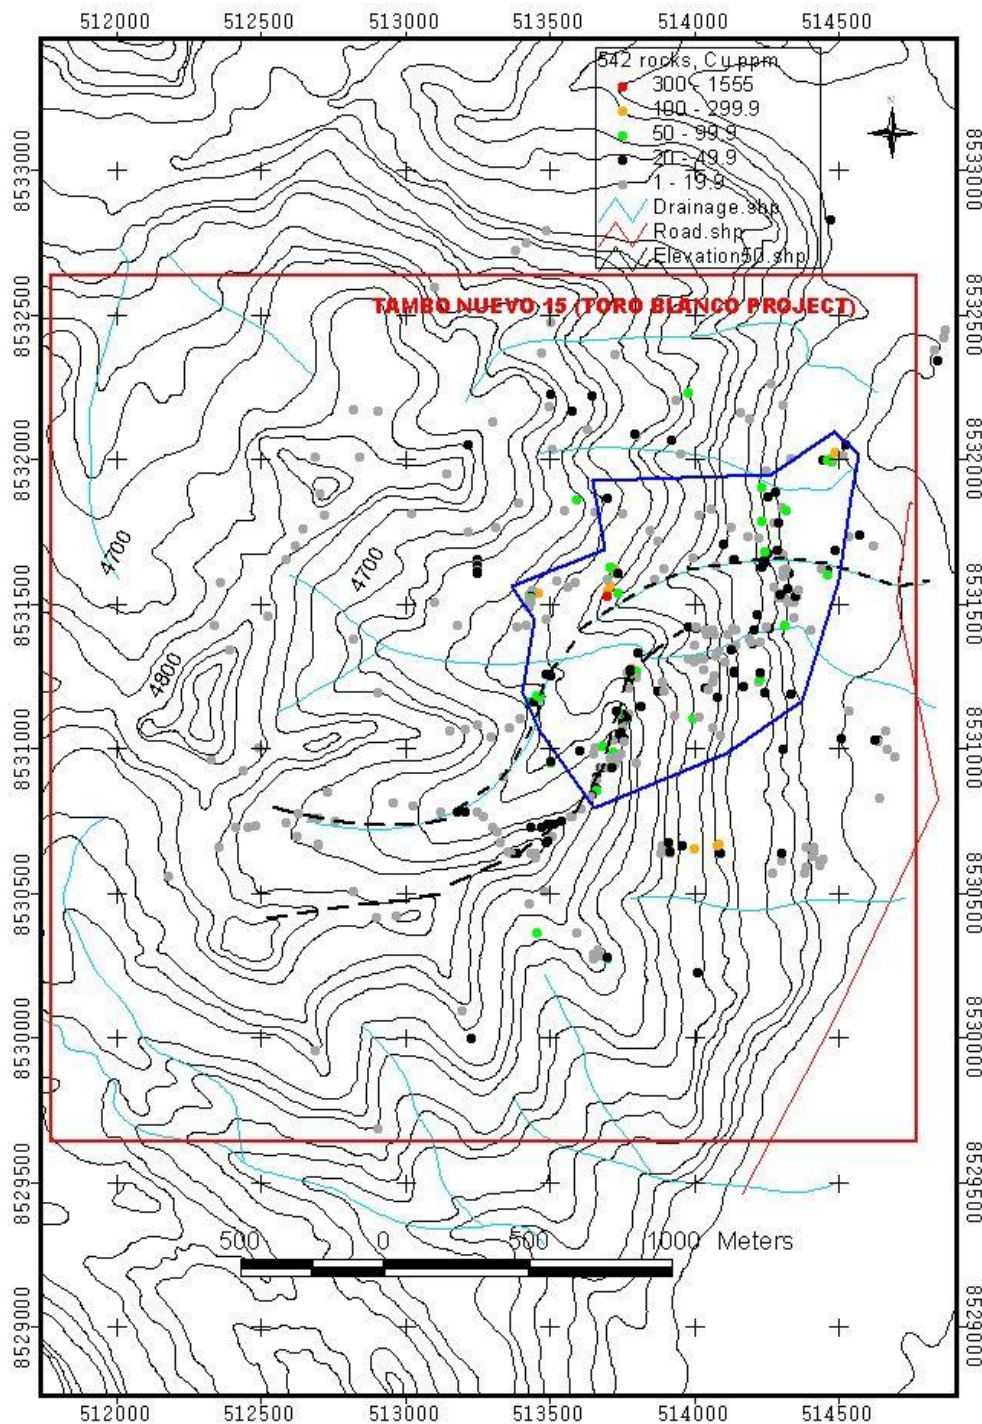 512000 512500 513000 513500 514000 514500
542 rocks, Cu ppm
300 - 1555
100 - 299.9
50 - 99.9
20 - 49.9
1 - 19.9
Drainage.shp
Road.shp
Elevation50.shp
N
TAMBO NUEVO 15 (TORO BLANCO PROJECT)
8533000
8532500
8532000
8531500
8531000
8530500
8530000
8529500
8529000
8533000
8532500
8532000
8531500
8531000
8530500
8530000
8529500
8529000
4700
4700
4800
500 0 500 1000 Meters
512000 512500 513000 513500 514000 514500